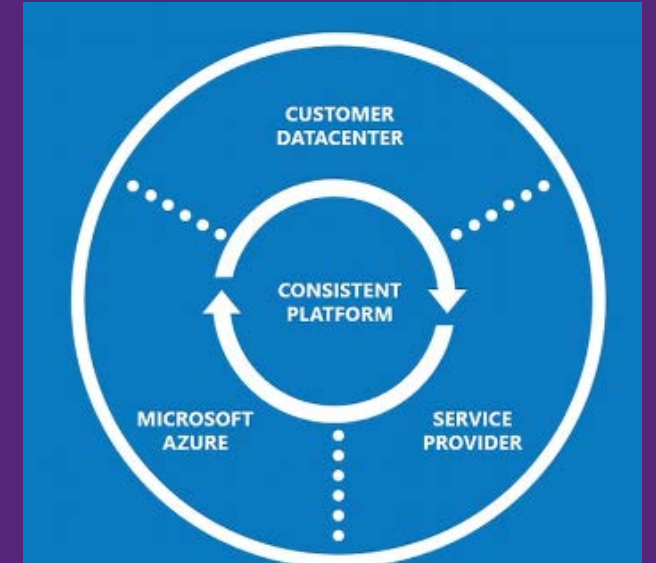 CUSTOMER
DATACENTER
CONSISTENT
PLATFORM
MICROSOFT
AZURE
SERVICE
PROVIDER